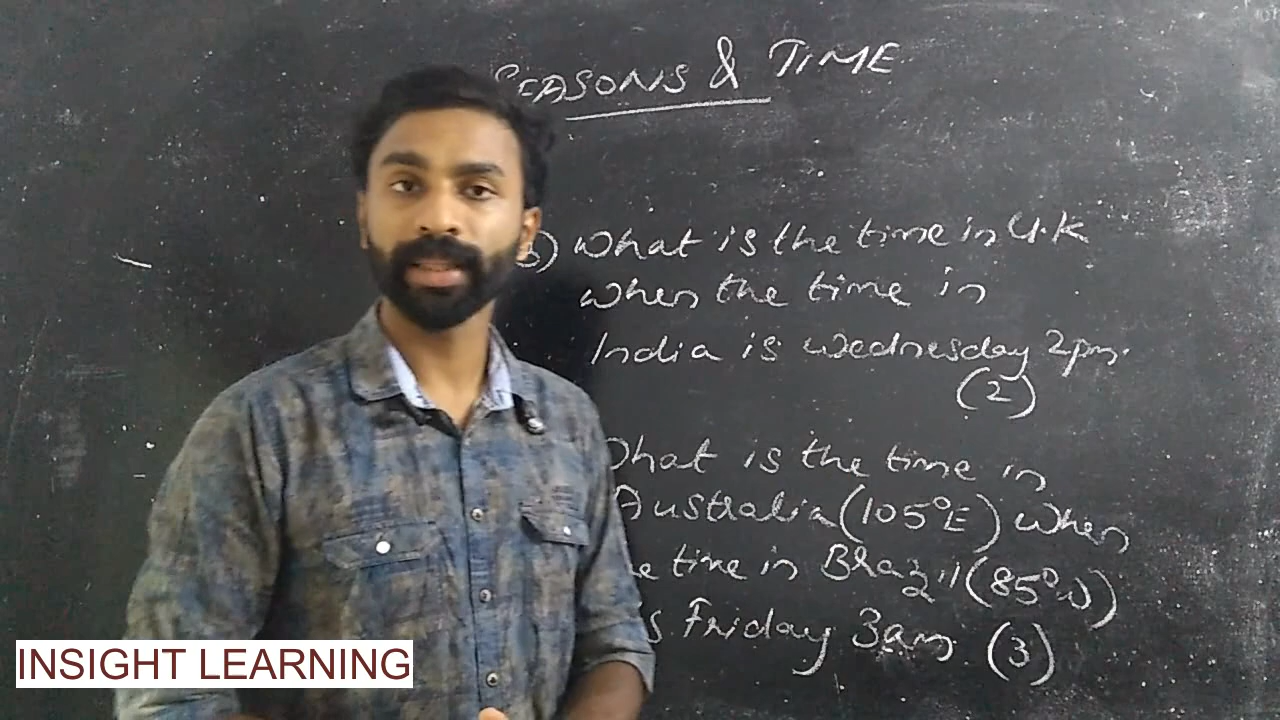 SEASONS & TIME
6) What is the time in U.K
when the time in
India is wednesday 2pm.
(2)
What is the time in
Australia (105°E) when
time in Brazil (85°W)
Friday 3am. (3)
INSIGHT LEARNING